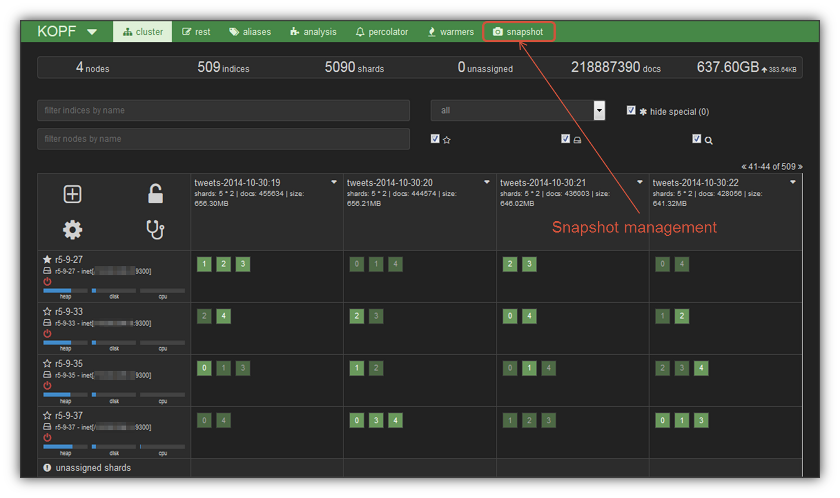 KOPF cluster rest aliases analysis percolator warmers snapshot
4 nodes 509 indices 5090 shards 0 unassigned 218887390 docs 637.60GB 383.64KB
filter indices by name all hide special (0)
filter nodes by name
« 41-44 of 509 »
tweets-2014-10-30:19 tweets-2014-10-30:20 tweets-2014-10-30:21 tweets-2014-10-30:22
shards: 5 * 2 | docs: 455634 | size: shards: 5 * 2 | docs: 444574 | size: shards: 5 * 2 | docs: 436003 | size: shards: 5 * 2 | docs: 428056 | size:
656.30MB 656.21MB 646.02MB 641.32MB
Snapshot management
r5-9-27 1 2 3 0 1 4 2 3 0 4
r5-9-27 - inet[ :9300]
heap disk cpu
r5-9-33 2 4 2 3 0 4 1 2
r5-9-33 - inet[ :9300]
heap disk cpu
r5-9-35 0 1 3 1 2 0 1 4 2 3 4
r5-9-35 - inet[ :9300]
heap disk cpu
r5-9-37 0 4 0 3 4 1 2 3 0 1 3
r5-9-37 - inet[/ :9300]
heap disk cpu
unassigned shards